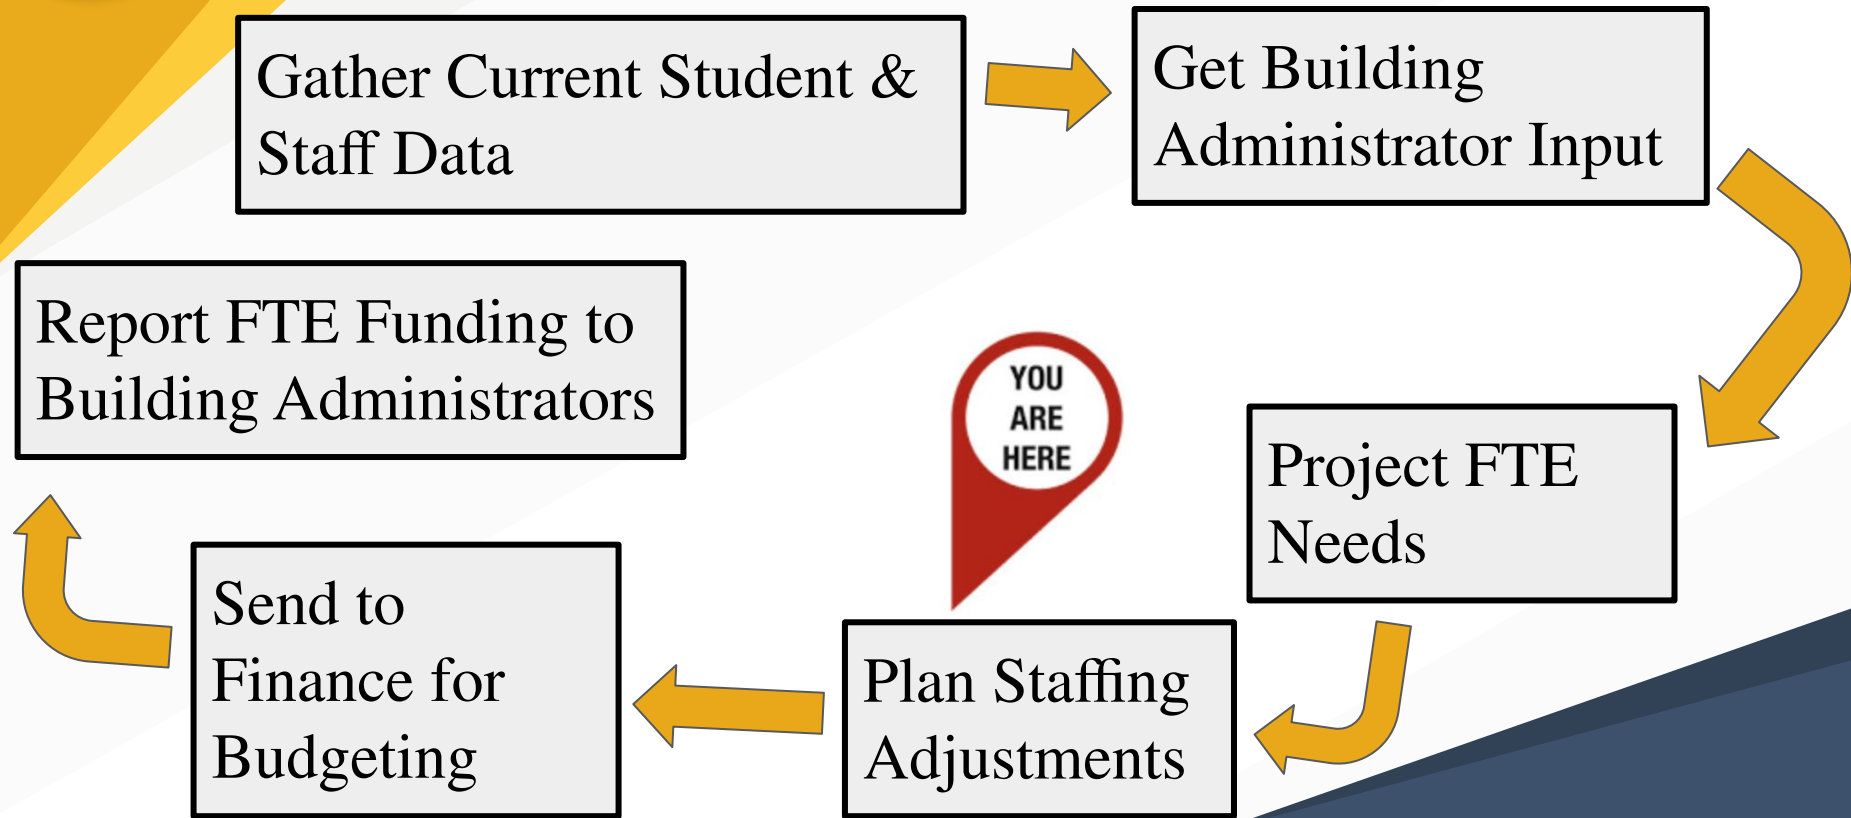 Gather Current Student &
Staff Data
Get Building
Administrator Input
Project FTE
Needs
YOU
ARE
HERE
Plan Staffing
Adjustments
Send to
Finance for
Budgeting
Report FTE Funding to
Building Administrators